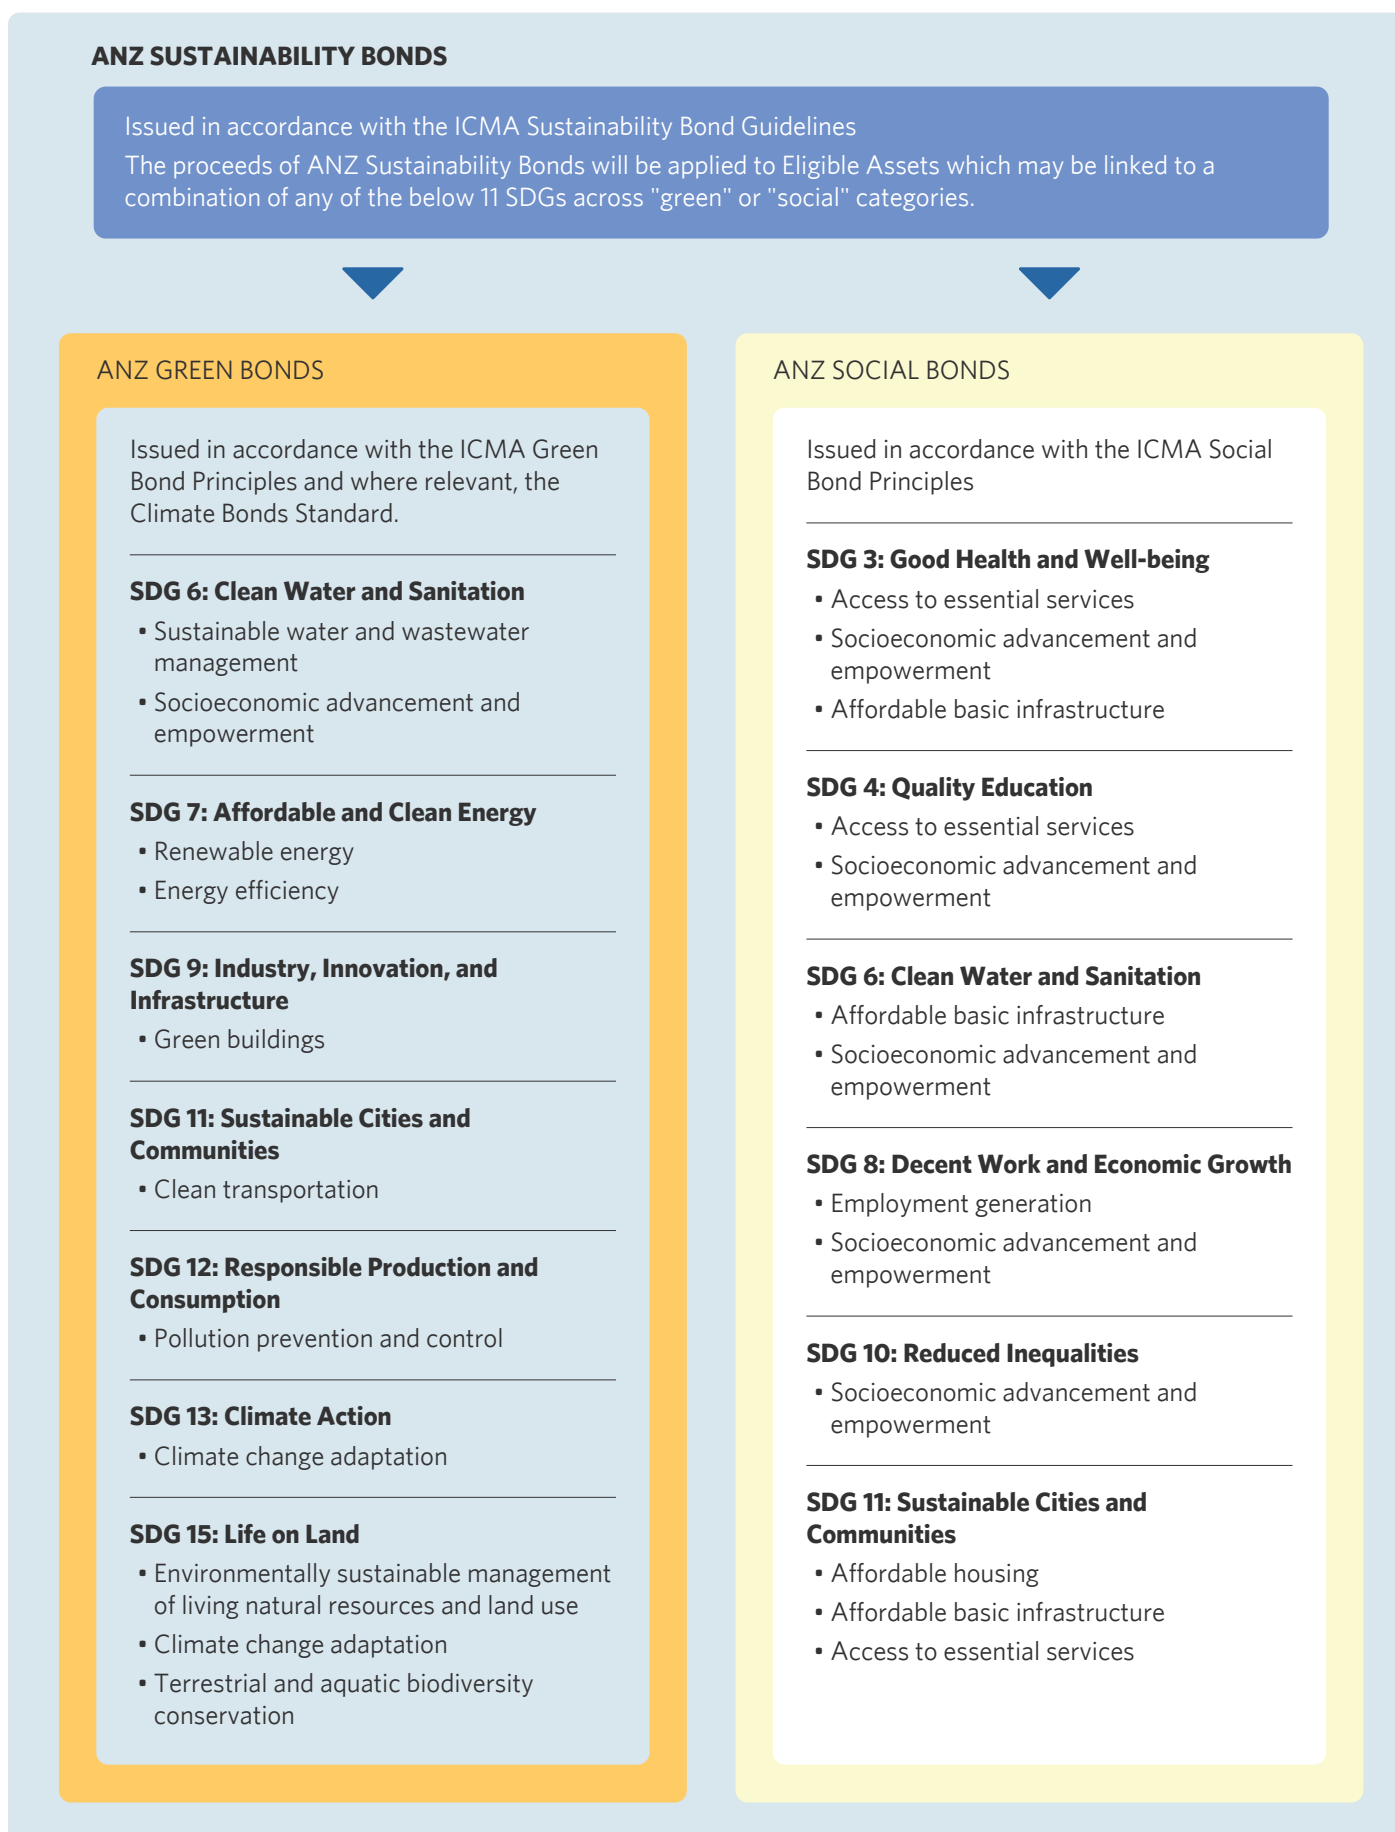 ANZ SUSTAINABILITY BONDS
Issued in accordance with the ICMA Sustainability Bond Guidelines
The proceeds of ANZ Sustainability Bonds will be applied to Eligible Assets which may be linked to a
combination of any of the below 11 SDGs across "green" or "social" categories.
ANZ GREEN BONDS
Issued in accordance with the ICMA Green
Bond Principles and where relevant, the
Climate Bonds Standard.
SDG 6: Clean Water and Sanitation
• Sustainable water and wastewater
management
• Socioeconomic advancement and
empowerment
SDG 7: Affordable and Clean Energy
• Renewable energy
• Energy efficiency
SDG 9: Industry, Innovation, and
Infrastructure
• Green buildings
SDG 11: Sustainable Cities and
Communities
• Clean transportation
SDG 12: Responsible Production and
Consumption
• Pollution prevention and control
SDG 13: Climate Action
• Climate change adaptation
SDG 15: Life on Land
• Environmentally sustainable management
of living natural resources and land use
• Climate change adaptation
• Terrestrial and aquatic biodiversity
conservation
ANZ SOCIAL BONDS
Issued in accordance with the ICMA Social
Bond Principles
SDG 3: Good Health and Well-being
• Access to essential services
• Socioeconomic advancement and
empowerment
• Affordable basic infrastructure
SDG 4: Quality Education
• Access to essential services
• Socioeconomic advancement and
empowerment
SDG 6: Clean Water and Sanitation
• Affordable basic infrastructure
• Socioeconomic advancement and
empowerment
SDG 8: Decent Work and Economic Growth
• Employment generation
• Socioeconomic advancement and
empowerment
SDG 10: Reduced Inequalities
• Socioeconomic advancement and
empowerment
SDG 11: Sustainable Cities and
Communities
• Affordable housing
• Affordable basic infrastructure
• Access to essential services